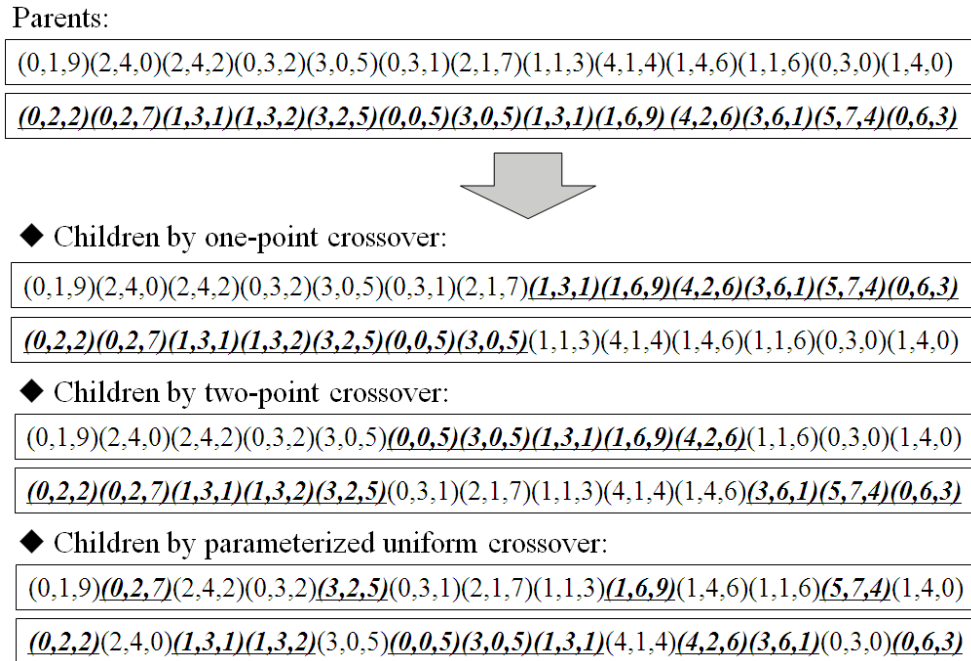 Parents:
(0,1,9)(2,4,0)(2,4,2)(0,3,2)(3,0,5)(0,3,1)(2,1,7)(1,1,3)(4,1,4)(1,4,6)(1,1,6)(0,3,0)(1,4,0)
(0,2,2)(0,2,7)(1,3,1)(1,3,2)(3,2,5)(0,0,5)(3,0,5)(1,3,1)(1,6,9)(4,2,6)(3,6,1)(5,7,4)(0,6,3)
◆ Children by one-point crossover:
(0,1,9)(2,4,0)(2,4,2)(0,3,2)(3,0,5)(0,3,1)(2,1,7)(1,3,1)(1,6,9)(4,2,6)(3,6,1)(5,7,4)(0,6,3)
(0,2,2)(0,2,7)(1,3,1)(1,3,2)(3,2,5)(0,0,5)(3,0,5)(1,1,3)(4,1,4)(1,4,6)(1,1,6)(0,3,0)(1,4,0)
◆ Children by two-point crossover:
(0,1,9)(2,4,0)(2,4,2)(0,3,2)(3,0,5)(0,0,5)(3,0,5)(1,3,1)(1,6,9)(4,2,6)(1,1,6)(0,3,0)(1,4,0)
(0,2,2)(0,2,7)(1,3,1)(1,3,2)(3,2,5)(0,3,1)(2,1,7)(1,1,3)(4,1,4)(1,4,6)(3,6,1)(5,7,4)(0,6,3)
◆ Children by parameterized uniform crossover:
(0,1,9)(0,2,7)(2,4,2)(0,3,2)(3,2,5)(0,3,1)(2,1,7)(1,1,3)(1,6,9)(1,4,6)(1,1,6)(5,7,4)(1,4,0)
(0,2,2)(2,4,0)(1,3,1)(1,3,2)(3,0,5)(0,0,5)(3,0,5)(1,3,1)(4,1,4)(4,2,6)(3,6,1)(0,3,0)(0,6,3)